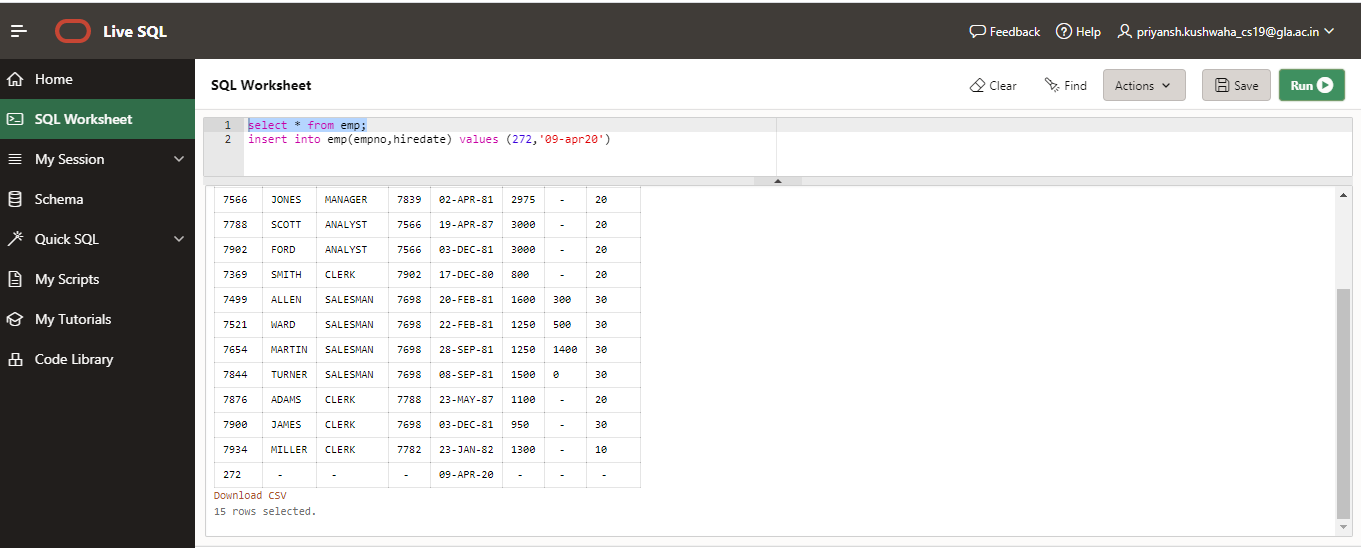 Live SQL
Feedback
Help
priyansh.kushwaha_cs19@gla.ac.in
Home
SQL Worksheet
My Session
Schema
Quick SQL
My Scripts
My Tutorials
Code Library
SQL Worksheet
Clear
Find
Actions
Save
Run
1 select * from emp;
2 insert into emp(empno,hiredate) values (272,'09-apr20')
7566 JONES MANAGER 7839 02-APR-81 2975 - 20
7788 SCOTT ANALYST 7566 19-APR-87 3000 - 20
7902 FORD ANALYST 7566 03-DEC-81 3000 - 20
7369 SMITH CLERK 7902 17-DEC-80 800 - 20
7499 ALLEN SALESMAN 7698 20-FEB-81 1600 300 30
7521 WARD SALESMAN 7698 22-FEB-81 1250 500 30
7654 MARTIN SALESMAN 7698 28-SEP-81 1250 1400 30
7844 TURNER SALESMAN 7698 08-SEP-81 1500 0 30
7876 ADAMS CLERK 7788 23-MAY-87 1100 - 20
7900 JAMES CLERK 7698 03-DEC-81 950 - 30
7934 MILLER CLERK 7782 23-JAN-82 1300 - 10
272 - - - 09-APR-20 - - -
Download CSV
15 rows selected.